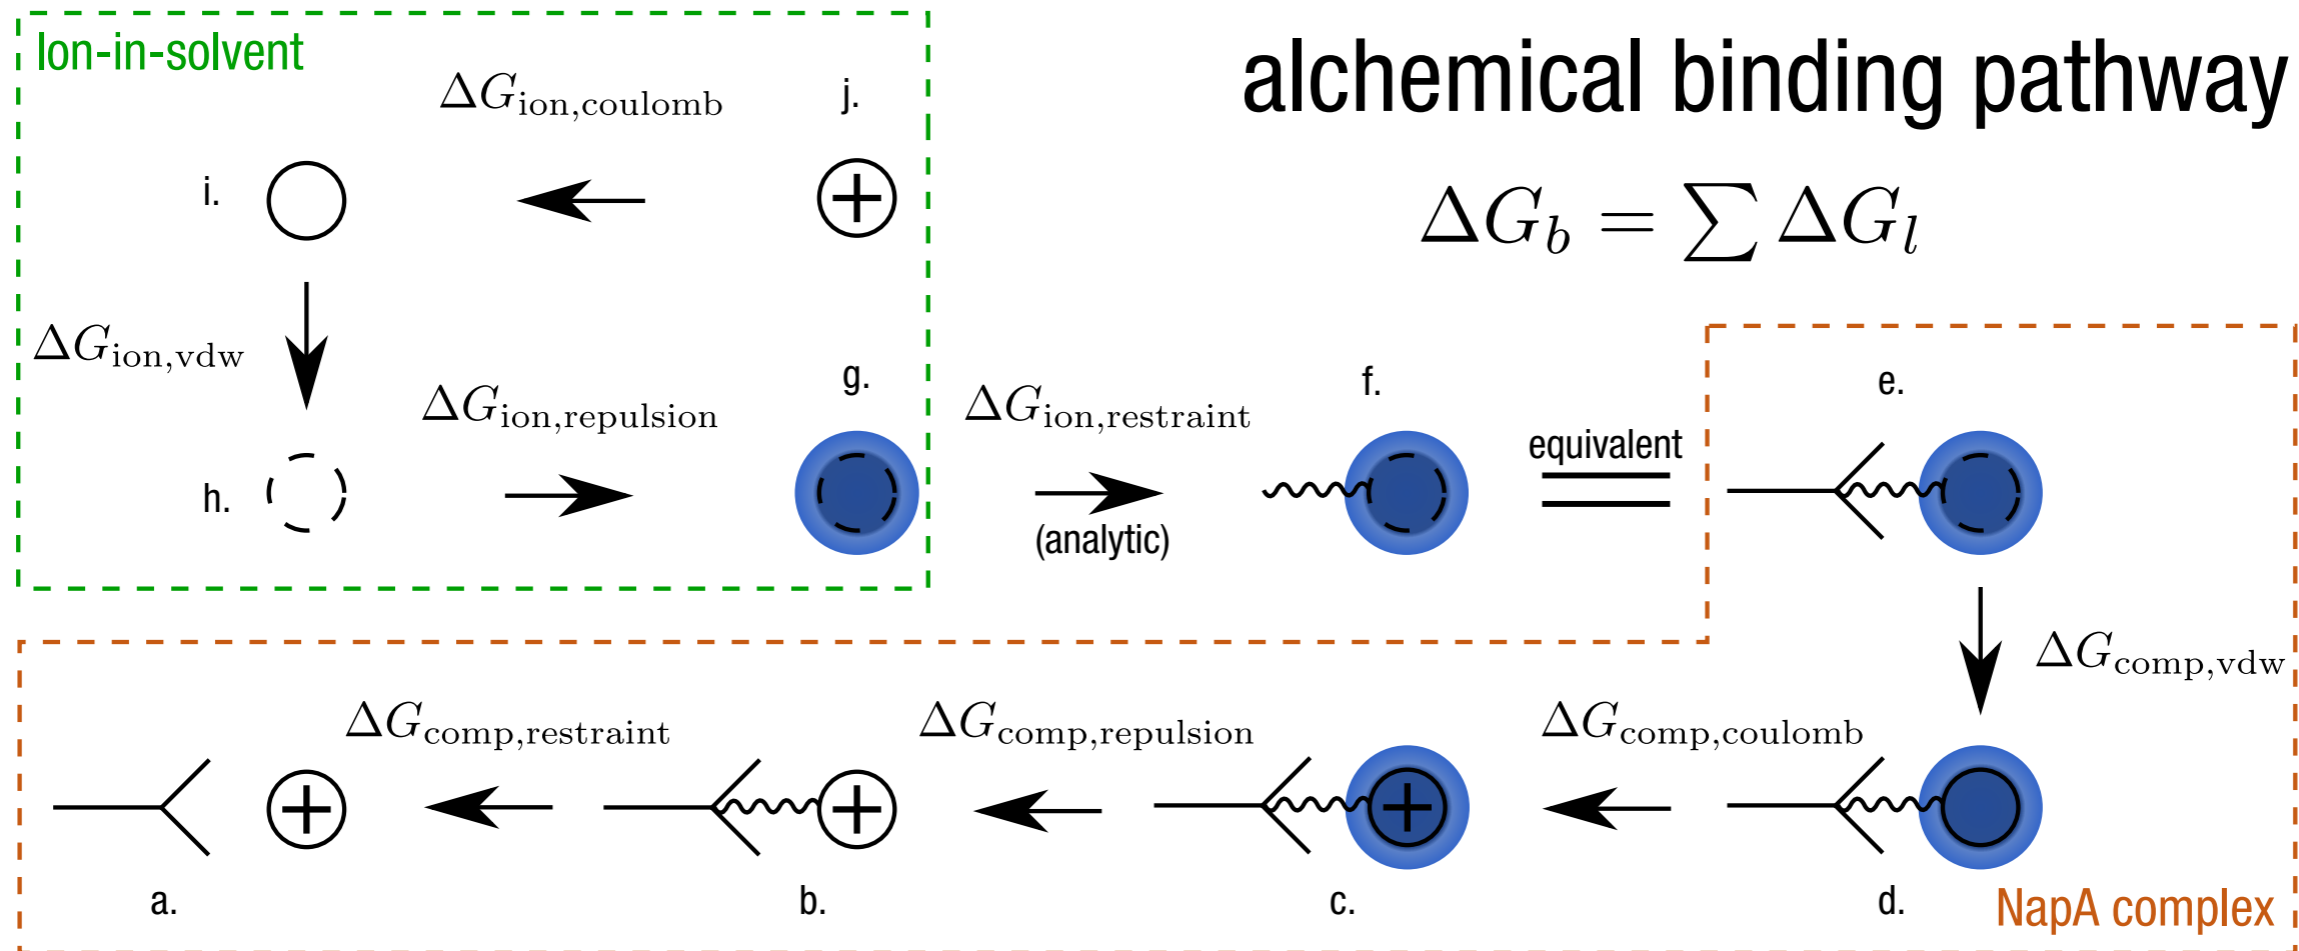 Ion-in-solvent
alchemical binding pathway
ΔG_b = ∑ ΔG_l
ΔG_ion,coulomb
j.
i.
ΔG_ion,vdw
h.
ΔG_ion,repulsion
g.
ΔG_ion,restraint
(analytic)
f.
equivalent
e.
ΔG_comp,vdw
ΔG_comp,restraint
ΔG_comp,repulsion
ΔG_comp,coulomb
a.
b.
c.
d.
NapA complex